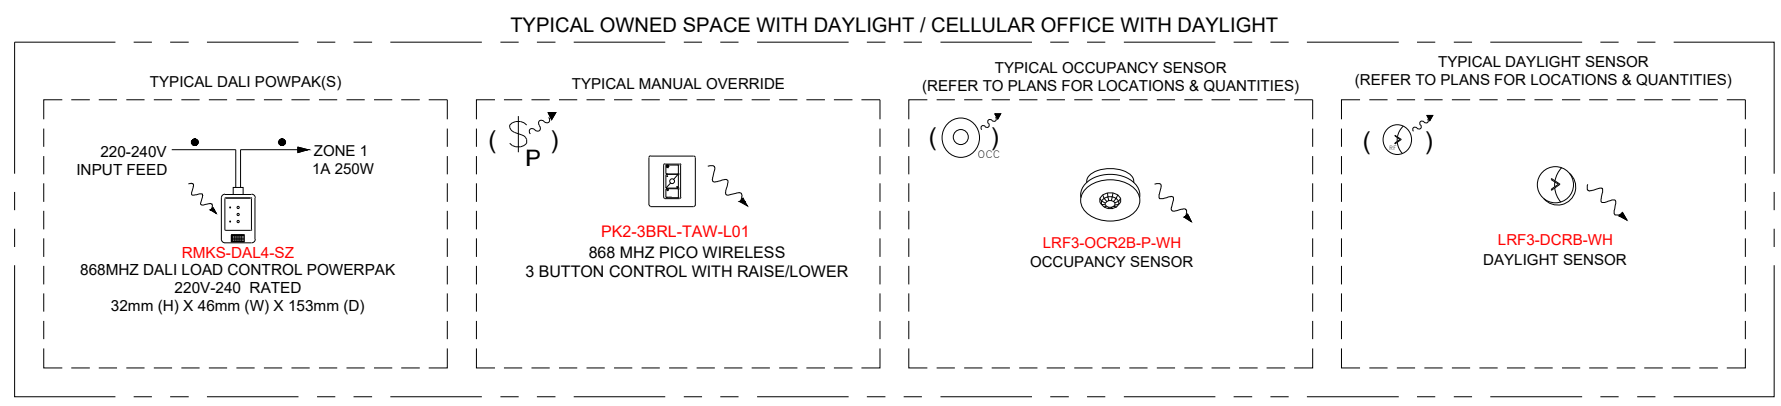 TYPICAL OWNED SPACE WITH DAYLIGHT / CELLULAR OFFICE WITH DAYLIGHT
TYPICAL DALI POWPAK(S)
220-240V
INPUT FEED
ZONE 1
1A 250W
RMKS-DAL4-SZ
868MHZ DALI LOAD CONTROL POWERPAK
220V-240 RATED
32mm (H) X 46mm (W) X 153mm (D)
TYPICAL MANUAL OVERRIDE
( $ )
P
PK2-3BRL-TAW-L01
868 MHZ PICO WIRELESS
3 BUTTON CONTROL WITH RAISE/LOWER
TYPICAL OCCUPANCY SENSOR
(REFER TO PLANS FOR LOCATIONS & QUANTITIES)
( )
OCC
LRF3-OCR2B-P-WH
OCCUPANCY SENSOR
TYPICAL DAYLIGHT SENSOR
(REFER TO PLANS FOR LOCATIONS & QUANTITIES)
( )
LRF3-DCRB-WH
DAYLIGHT SENSOR